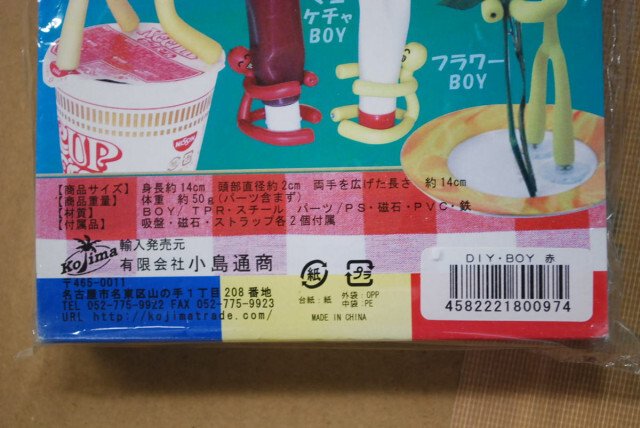 マヨ
ケチャ
BOY
フラワー
BOY
NISSIN
CUP
【商品サイズ】 身長約14cm 頭部直径約2cm 両手を広げた長さ 約14cm
【商品重量】 体重 約50g(パーツ含まず)
【材質】 BOY/TPR・スチール パーツ/PS・磁石・PVC・鉄
【付属品】 吸盤・磁石・ストラップ各2個付属
Kojima
輸入発売元
有限会社小島通商
〒465-0011
名古屋市名東区山の手1丁目208番地
TEL 052-775-9922 FAX 052-775-9923
URL http://kojimatrade.com/
紙
プラ
台紙:紙
外袋:OPP
中袋:PE
MADE IN CHINA
DIY・BOY 赤
4582221800974